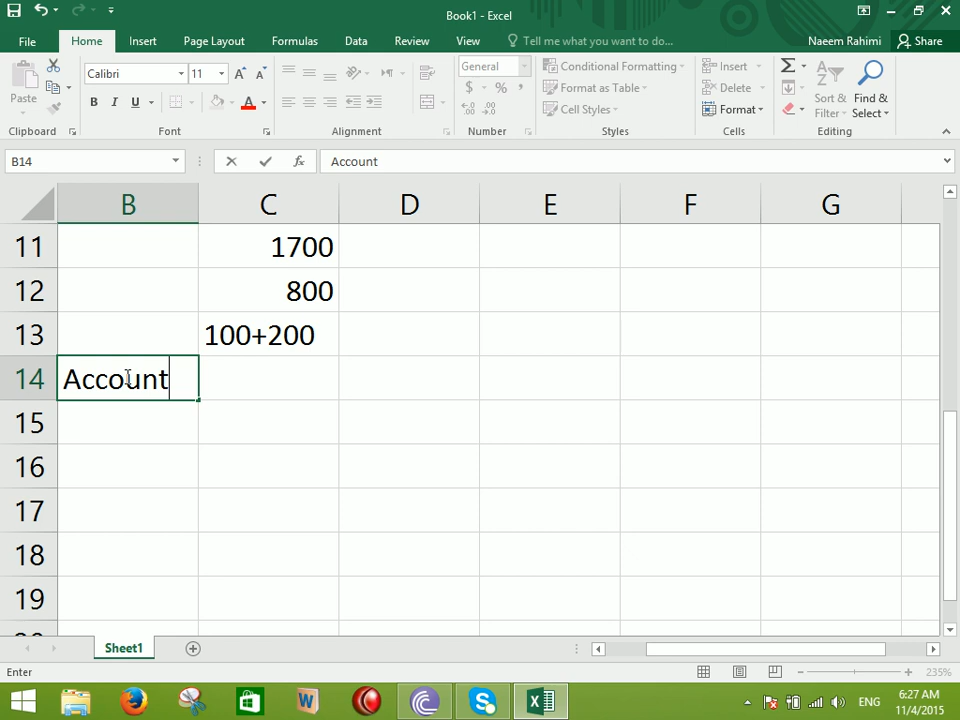 Book1 - Excel
File Home Insert Page Layout Formulas Data Review View Tell me what you want to do... Naeem Rahimi Share
Paste Calibri 11 General Conditional Formatting Insert Σ
B I U A $ % , Format as Table Delete Sort & Find &
Cell Styles Format Filter Select
Clipboard Font Alignment Number Styles Cells Editing
B14 fx Account
B C D E F G
11 1700
12 800
13 100+200
14 Account
15
16
17
18
19
Sheet1
Enter 235%
ENG 6:27 AM
11/4/2015